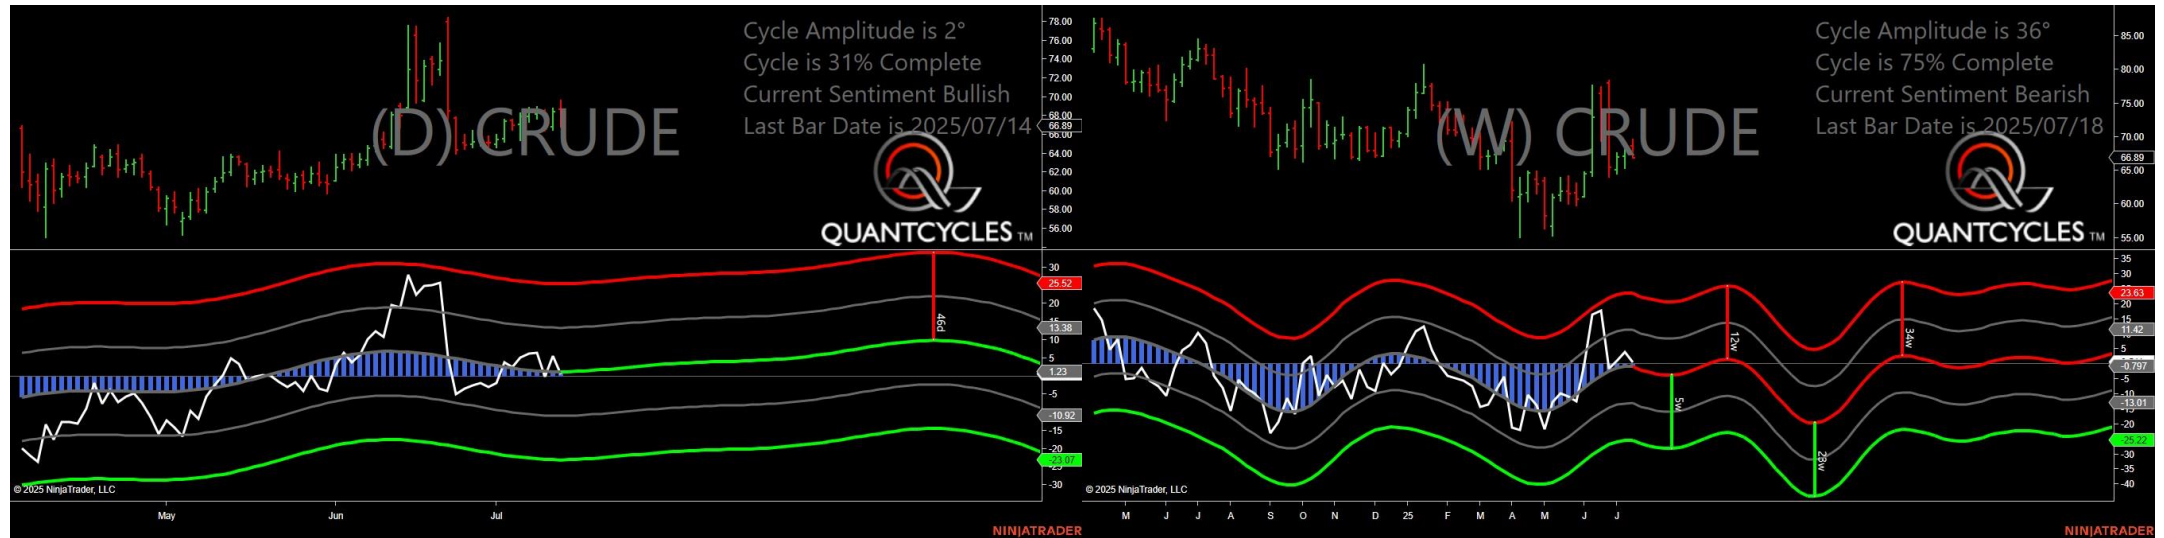 Cycle Amplitude is 2°
Cycle is 31% Complete
Current Sentiment Bullish
Last Bar Date is 2025/07/14
(D) CRUDE
QUANTCYCLES TM
78.00
76.00
74.00
72.00
70.00
68.00
66.89
66.00
64.00
62.00
60.00
58.00
56.00
30
25.52
20
15
13.38
10
5
1.23
-5
-10.92
-15
-20
-23.07
-25
-30
46d
© 2025 NinjaTrader, LLC
May Jun Jul
NINJATRADER
Cycle Amplitude is 36°
Cycle is 75% Complete
Current Sentiment Bearish
Last Bar Date is 2025/07/18
(W) CRUDE
QUANTCYCLES TM
85.00
80.00
75.00
70.00
66.89
65.00
60.00
55.00
35
30
23.63
20
15
11.42
5
-0.797
-5
-13.01
-15
-20
-25.22
-30
-35
-40
5w
12w
28w
34w
© 2025 NinjaTrader, LLC
M J J A S O N D 25 F M A M J J
NINJATRADER